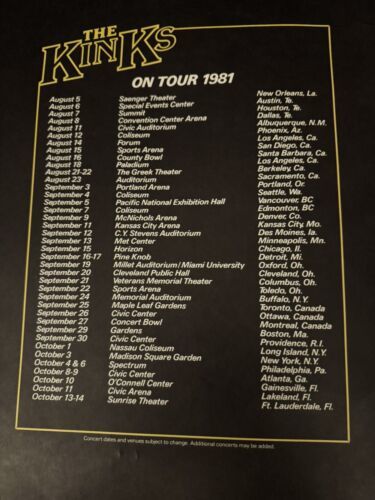 THE KINKS
ON TOUR 1981
August 5 Saenger Theater New Orleans, La.
August 6 Special Events Center Austin, Te.
August 7 Summit Houston, Te.
August 8 Convention Center Arena Dallas, Te.
August 11 Civic Auditorium Albuquerque, N.M.
August 12 Coliseum Phoenix, Az.
August 14 Forum Los Angeles, Ca.
August 15 Sports Arena San Diego, Ca.
August 16 County Bowl Santa Barbara, Ca.
August 18 Paladium Los Angeles, Ca.
August 21-22 The Greek Theater Berkeley, Ca.
August 23 Auditorium Sacramento, Ca.
September 3 Portland Arena Portland, Or.
September 4 Coliseum Seattle, Wa.
September 5 Pacific National Exhibition Hall Vancouver, BC
September 7 Coliseum Edmonton, BC
September 9 McNichols Arena Denver, Co.
September 11 Kansas City Arena Kansas City, Mo.
September 12 C.Y. Stevens Auditorium Des Moines, Ia.
September 13 Met Center Minneapolis, Mn.
September 15 Horizon Chicago, Il.
September 16-17 Pine Knob Detroit, Mi.
September 19 Millet Auditorium/Miami University Oxford, Oh.
September 20 Cleveland Public Hall Cleveland, Oh.
September 21 Veterans Memorial Theater Columbus, Oh.
September 22 Sports Arena Toledo, Oh.
September 24 Memorial Auditorium Buffalo, N.Y.
September 25 Maple Leaf Gardens Toronto, Canada
September 26 Civic Center Ottawa, Canada
September 27 Concert Bowl Montreal, Canada
September 29 Gardens Boston, Ma.
September 30 Civic Center Providence, R.I.
October 1 Nassau Coliseum Long Island, N.Y.
October 3 Madison Square Garden New York, N.Y.
October 4 & 6 Spectrum Philadelphia, Pa.
October 8-9 Civic Center Atlanta, Ga.
October 10 O'Connell Center Gainesville, Fl.
October 11 Civic Center Arena Lakeland, Fl.
October 13-14 Sunrise Theater Ft. Lauderdale, Fl.
Concert dates and venues subject to change. Additional concerts may be added.